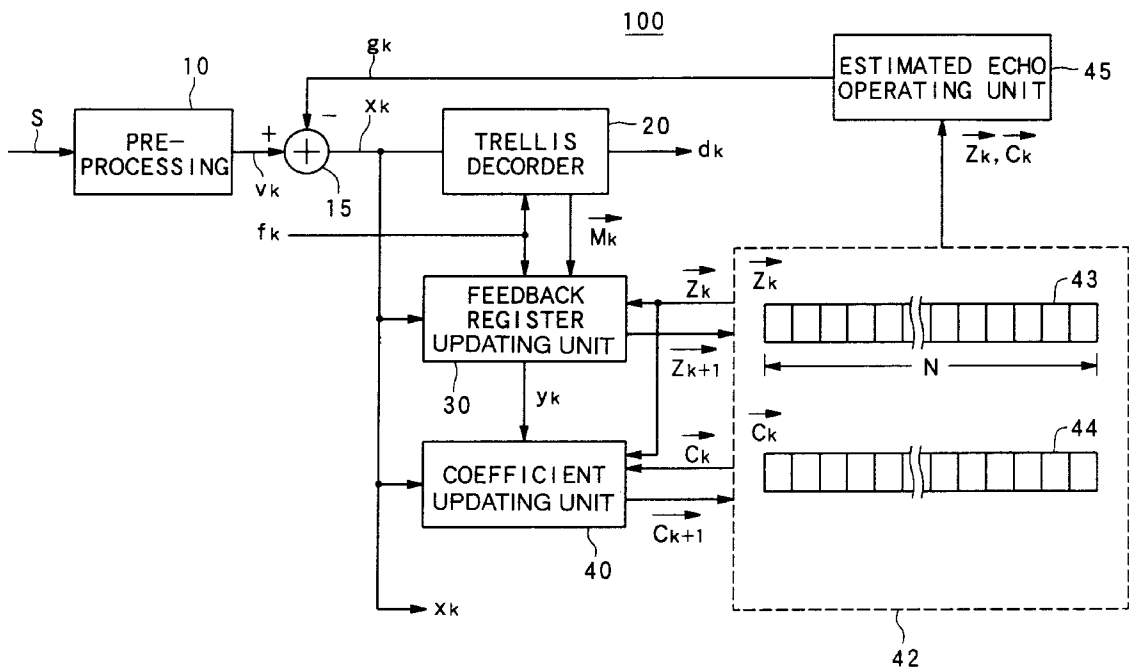 100
gk
10
ESTIMATED ECHO
OPERATING UNIT
45
S
PRE-
PROCESSING
+
−
xk
20
TRELLIS
DECORDER
dk
vk
15
Zk, Ck
fk
Mk
Zk
Zk
43
FEEDBACK
REGISTER
UPDATING UNIT
Zk+1
N
30
yk
Ck
Ck
44
COEFFICIENT
UPDATING UNIT
Ck+1
40
xk
42